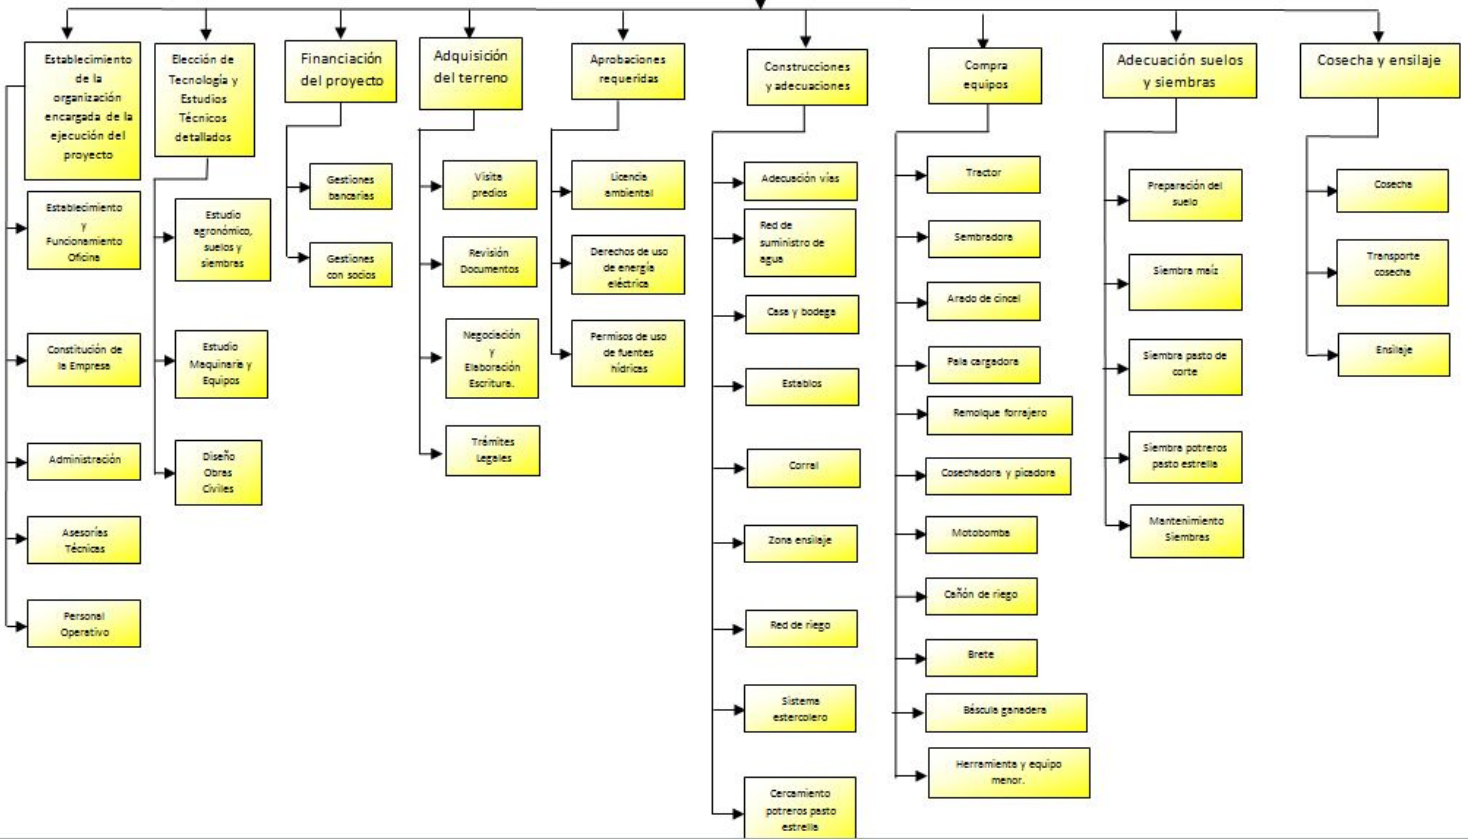 Establecimiento
de la
organización
encargada de la
ejecución del
proyecto
Establecimiento
y
Funcionamiento
Oficina
Constitución de
la Empresa
Administración
Asesorías
Técnicas
Personal
Operativo
Elección de
Tecnología y
Estudios
Técnicos
detallados
Estudio
agronómico,
suelos y
siembras
Estudio
Maquinaria y
Equipos
Diseño
Obras
Civiles
Financiación
del proyecto
Gestiones
bancarias
Gestiones
con socios
Adquisición
del terreno
Visita
predios
Revisión
Documentos
Negociación
y
Elaboración
Escritura.
Trámites
Legales
Aprobaciones
requeridas
Licencia
ambiental
Derechos de uso
de energía
eléctrica
Permisos de uso
de fuentes
hídricas
Construcciones
y adecuaciones
Adecuación vías
Red de
suministro de
agua
Casa y bodega
Establos
Corral
Zona ensilaje
Red de riego
Sistema
estercolero
Cercamiento
potreros pasto
estrella
Compra
equipos
Tractor
Sembradora
Arado de cincel
Pala cargadora
Remolque forrajero
Cosechadora y picadora
Motobomba
Cañón de riego
Brete
Báscula ganadera
Herramienta y equipo
menor.
Adecuación suelos
y siembras
Preparación del
suelo
Siembra maíz
Siembra pasto de
corte
Siembra potreros
pasto estrella
Mantenimiento
Siembras
Cosecha y ensilaje
Cosecha
Transporte
cosecha
Ensilaje